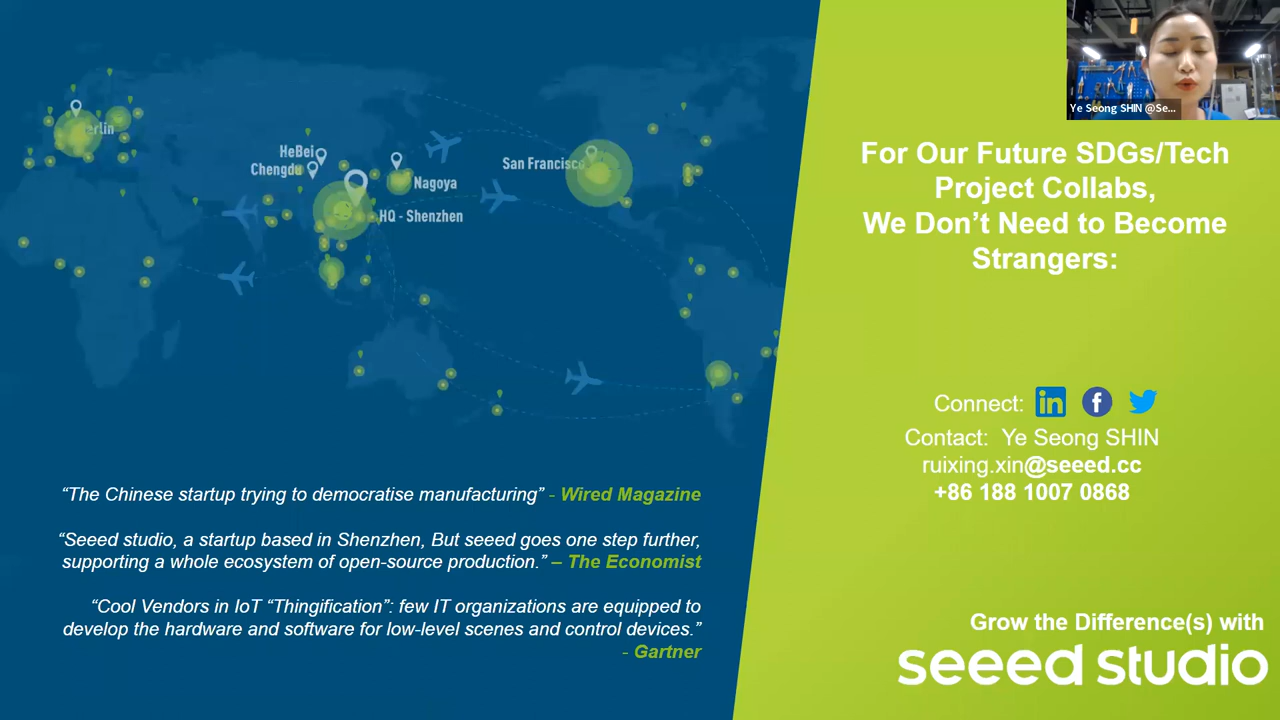 Ye Seong SHIN @Se...
HeBei
Chengdu
Nagoya
San Francisco
HQ - Shenzhen
For Our Future SDGs/Tech
Project Collabs,
We Don’t Need to Become
Strangers:
Connect:
Contact: Ye Seong SHIN
ruixing.xin@seeed.cc
+86 188 1007 0868
“The Chinese startup trying to democratise manufacturing” - Wired Magazine
“Seeed studio, a startup based in Shenzhen, But seeed goes one step further,
supporting a whole ecosystem of open-source production.” – The Economist
“Cool Vendors in IoT “Thingification”: few IT organizations are equipped to
develop the hardware and software for low-level scenes and control devices.”
- Gartner
Grow the Difference(s) with
seeed studio